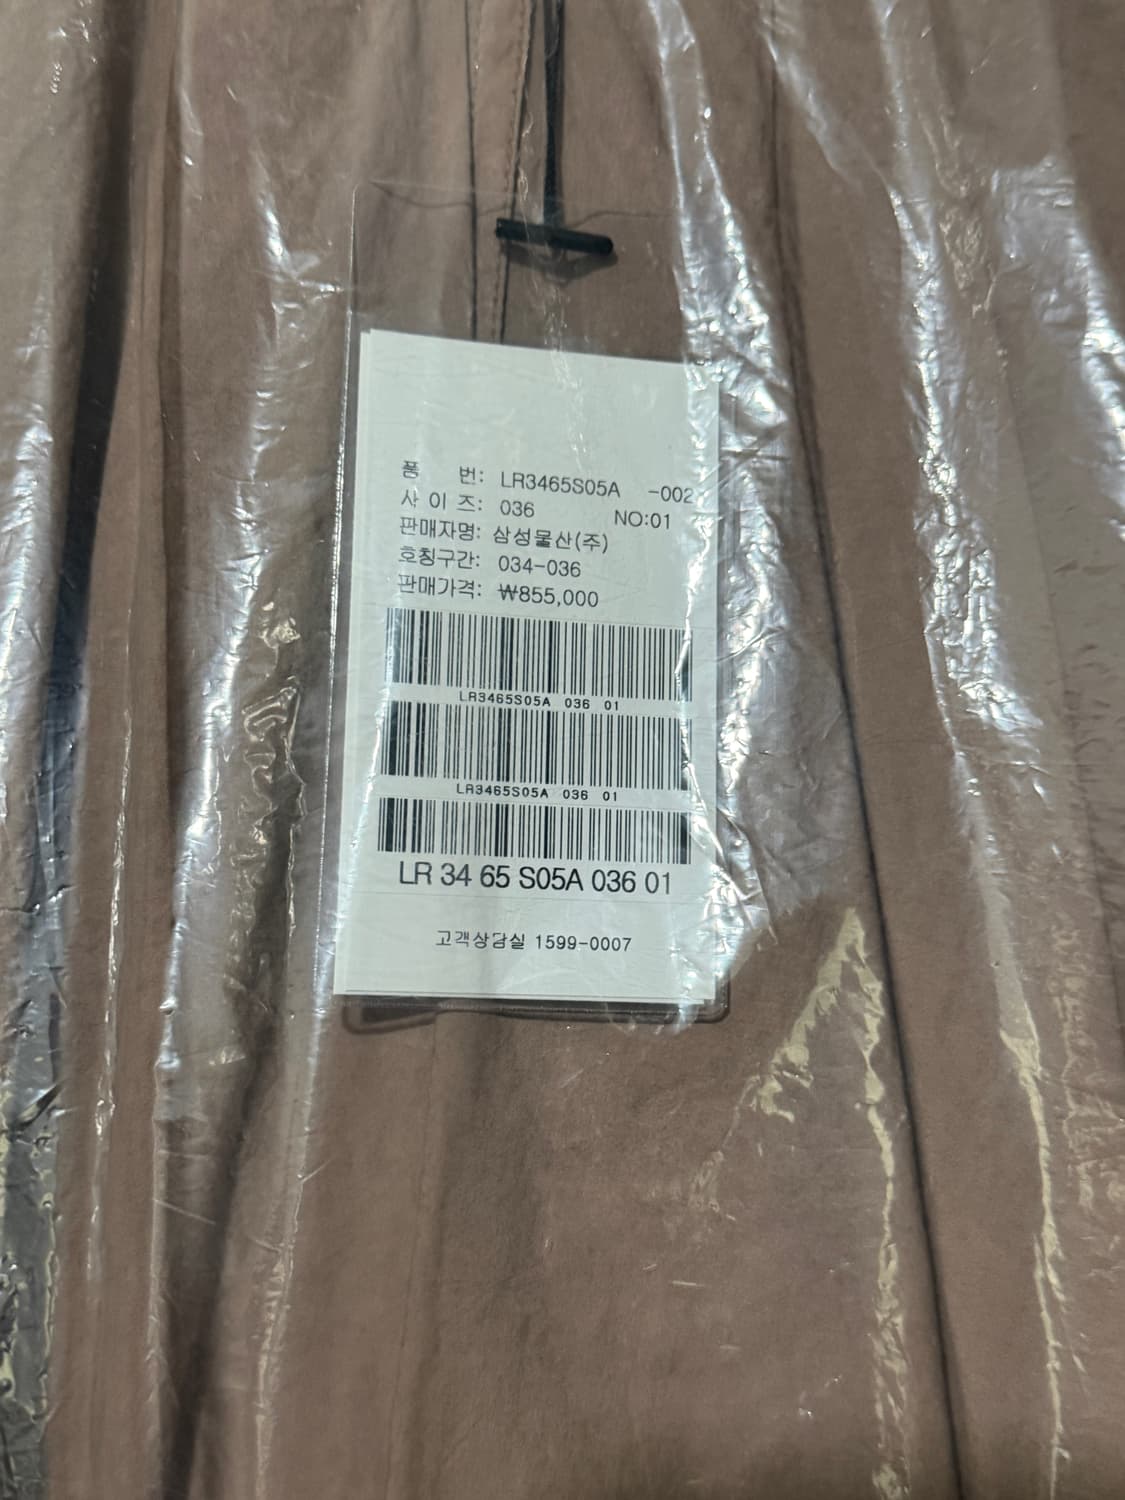 품 번: LR3465S05A -002
사 이 즈: 036 NO:01
판매자명: 삼성물산(주)
호칭구간: 034-036
판매가격: ₩855,000
LR3465S05A 036 01
LR3465S05A 036 01
LR 34 65 S05A 036 01
고객상담실 1599-0007